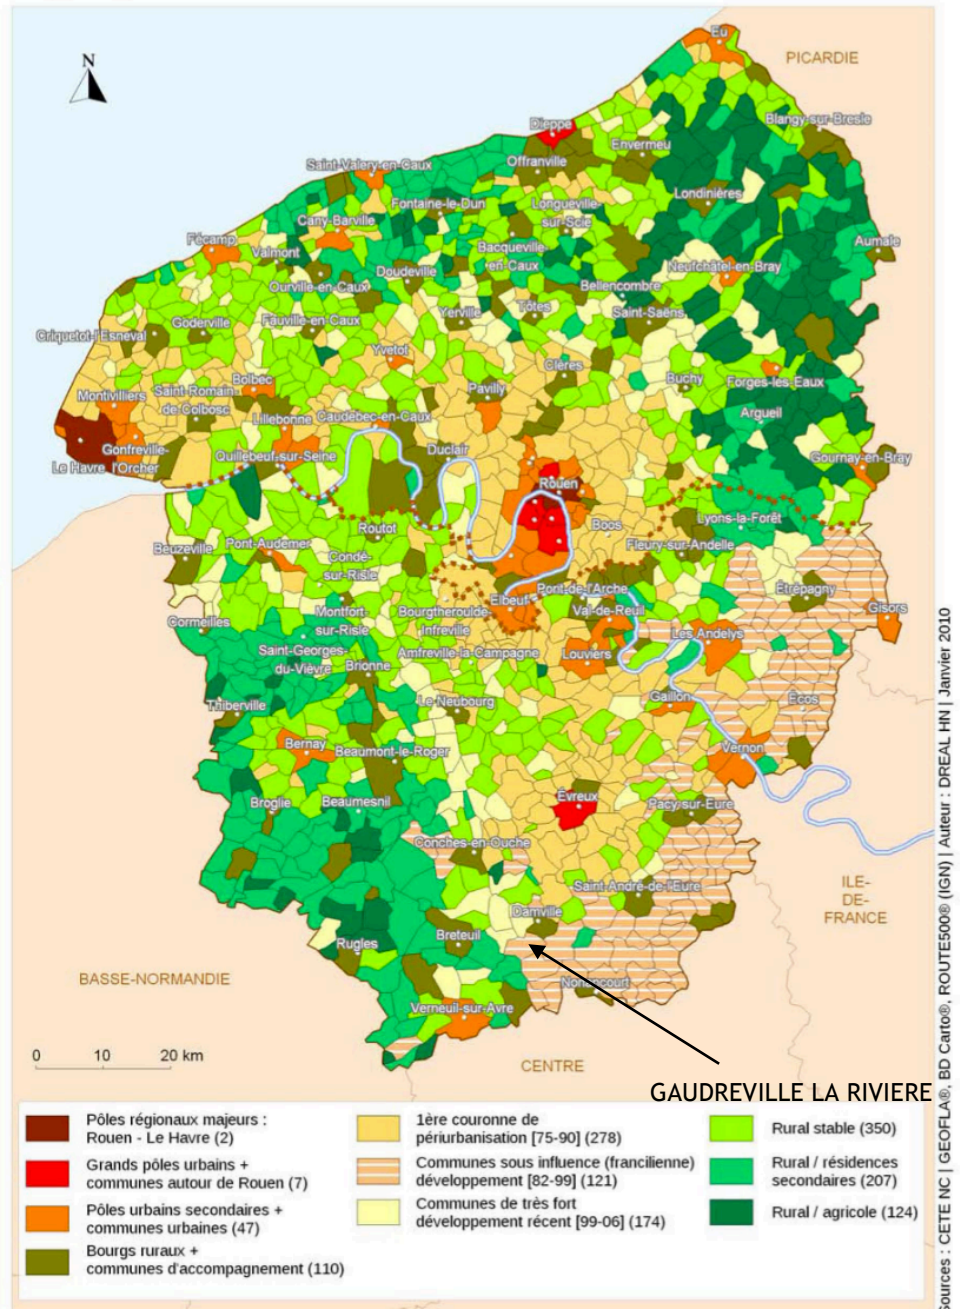 Eu
PICARDIE
N
Blangy-sur-Bresle
Dieppe
Envermeu
Offranville
Saint-Valery-en-Caux
Londinières
Fontaine-le-Dun
Longueville-
sur-Scie
Cany-Barville
Aumale
Fécamp
Valmont
Bacqueville-
en-Caux
Neufchâtel-en-Bray
Doudeville
Ourville-en-Caux
Bellencombre
Tôtes
Yerville
Saint-Saëns
Goderville
Fauville-en-Caux
Criquetot-l'Esneval
Yvetot
Clères
Bolbec
Buchy
Forges-les-Eaux
Pavilly
Montivilliers
Saint-Romain-
de-Colbosc
Lillebonne
Caudebec-en-Caux
Argueil
Gonfreville-
l'Orcher
Le Havre
Quillebeuf-sur-Seine
Duclair
Gournay-en-Bray
Rouen
Lyons-la-Forêt
Boos
Routot
Beuzeville
Pont-Audemer
Fleury-sur-Andelle
Condé-
sur-Risle
Étrépagny
Pont-de-l'Arche
Elbeuf
Gisors
Cormeilles
Montfort-
sur-Risle
Bourgtheroulde-
Infreville
Val-de-Reuil
Les Andelys
Saint-Georges-
du-Vièvre
Brionne
Amfreville-la-Campagne
Louviers
Gaillon
Écos
Thiberville
Le Neubourg
Bernay
Beaumont-le-Roger
Vernon
Évreux
Pacy-sur-Eure
Broglie
Beaumesnil
Conches-en-Ouche
Saint-André-de-l'Eure
ILE-
DE-
FRANCE
Damville
Breteuil
Rugles
BASSE-NORMANDIE
Nonancourt
Verneuil-sur-Avre
0 10 20 km
CENTRE
GAUDREVILLE LA RIVIERE
Pôles régionaux majeurs :
Rouen - Le Havre (2)
Grands pôles urbains +
communes autour de Rouen (7)
Pôles urbains secondaires +
communes urbaines (47)
Bourgs ruraux +
communes d'accompagnement (110)
1ère couronne de
périurbanisation [75-90] (278)
Communes sous influence (francilienne)
développement [82-99] (121)
Communes de très fort
développement récent [99-06] (174)
Rural stable (350)
Rural / résidences
secondaires (207)
Rural / agricole (124)
Sources : CETE NC | GEOFLA®, BD Carto®, ROUTE500® (IGN) | Auteur : DREAL HN | Janvier 2010